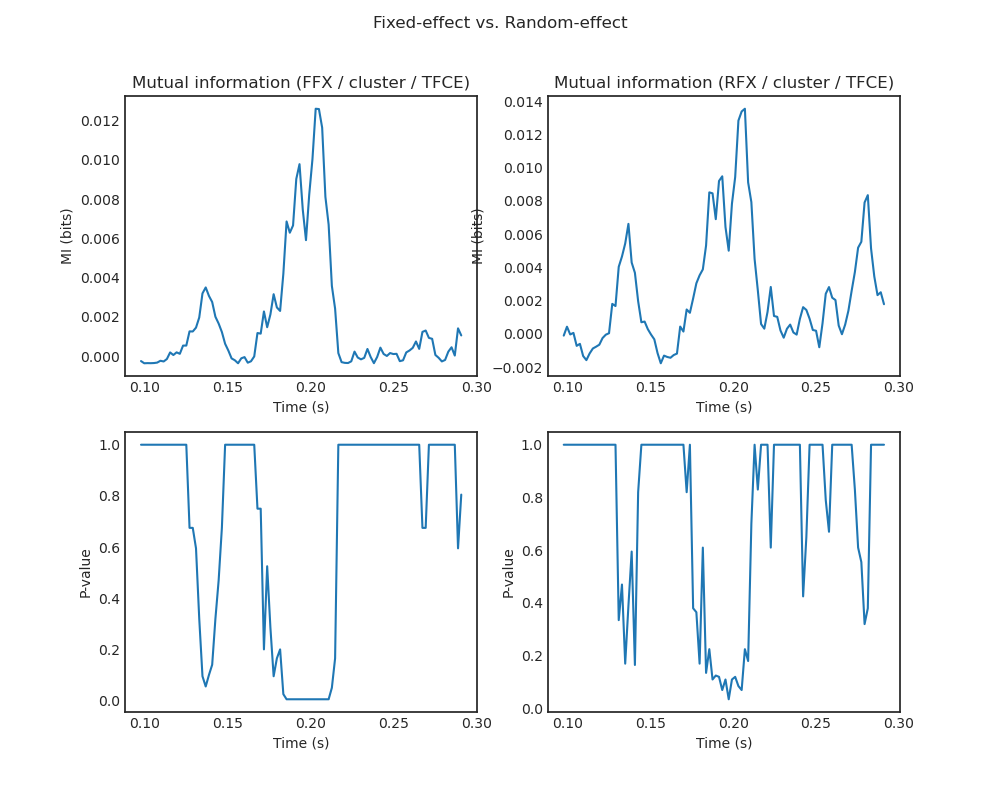 Fixed-effect vs. Random-effect
Mutual information (FFX / cluster / TFCE)
MI (bits)
0.012
0.010
0.008
0.006
0.004
0.002
0.000
0.10 0.15 0.20 0.25 0.30
Time (s)
Mutual information (RFX / cluster / TFCE)
MI (bits)
0.014
0.012
0.010
0.008
0.006
0.004
0.002
0.000
−0.002
0.10 0.15 0.20 0.25 0.30
Time (s)
P-value
1.0
0.8
0.6
0.4
0.2
0.0
0.10 0.15 0.20 0.25 0.30
Time (s)
P-value
1.0
0.8
0.6
0.4
0.2
0.0
0.10 0.15 0.20 0.25 0.30
Time (s)